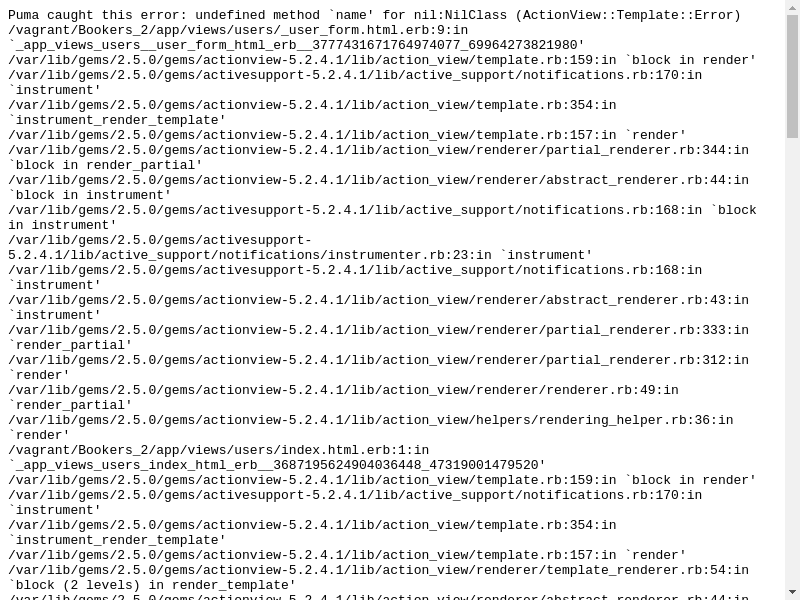 Puma caught this error: undefined method `name' for nil:NilClass (ActionView::Template::Error)
/vagrant/Bookers_2/app/views/users/_user_form.html.erb:9:in
`_app_views_users__user_form_html_erb__3777431671764974077_69964273821980'
/var/lib/gems/2.5.0/gems/actionview-5.2.4.1/lib/action_view/template.rb:159:in `block in render'
/var/lib/gems/2.5.0/gems/activesupport-5.2.4.1/lib/active_support/notifications.rb:170:in
`instrument'
/var/lib/gems/2.5.0/gems/actionview-5.2.4.1/lib/action_view/template.rb:354:in
`instrument_render_template'
/var/lib/gems/2.5.0/gems/actionview-5.2.4.1/lib/action_view/template.rb:157:in `render'
/var/lib/gems/2.5.0/gems/actionview-5.2.4.1/lib/action_view/renderer/partial_renderer.rb:344:in
`block in render_partial'
/var/lib/gems/2.5.0/gems/actionview-5.2.4.1/lib/action_view/renderer/abstract_renderer.rb:44:in
`block in instrument'
/var/lib/gems/2.5.0/gems/activesupport-5.2.4.1/lib/active_support/notifications.rb:168:in `block
in instrument'
/var/lib/gems/2.5.0/gems/activesupport-
5.2.4.1/lib/active_support/notifications/instrumenter.rb:23:in `instrument'
/var/lib/gems/2.5.0/gems/activesupport-5.2.4.1/lib/active_support/notifications.rb:168:in
`instrument'
/var/lib/gems/2.5.0/gems/actionview-5.2.4.1/lib/action_view/renderer/abstract_renderer.rb:43:in
`instrument'
/var/lib/gems/2.5.0/gems/actionview-5.2.4.1/lib/action_view/renderer/partial_renderer.rb:333:in
`render_partial'
/var/lib/gems/2.5.0/gems/actionview-5.2.4.1/lib/action_view/renderer/partial_renderer.rb:312:in
`render'
/var/lib/gems/2.5.0/gems/actionview-5.2.4.1/lib/action_view/renderer/renderer.rb:49:in
`render_partial'
/var/lib/gems/2.5.0/gems/actionview-5.2.4.1/lib/action_view/helpers/rendering_helper.rb:36:in
`render'
/vagrant/Bookers_2/app/views/users/index.html.erb:1:in
`_app_views_users_index_html_erb__3687195624904036448_47319001479520'
/var/lib/gems/2.5.0/gems/actionview-5.2.4.1/lib/action_view/template.rb:159:in `block in render'
/var/lib/gems/2.5.0/gems/activesupport-5.2.4.1/lib/active_support/notifications.rb:170:in
`instrument'
/var/lib/gems/2.5.0/gems/actionview-5.2.4.1/lib/action_view/template.rb:354:in
`instrument_render_template'
/var/lib/gems/2.5.0/gems/actionview-5.2.4.1/lib/action_view/template.rb:157:in `render'
/var/lib/gems/2.5.0/gems/actionview-5.2.4.1/lib/action_view/renderer/template_renderer.rb:54:in
`block (2 levels) in render_template'
/var/lib/gems/2.5.0/gems/actionview-5.2.4.1/lib/action_view/renderer/abstract_renderer.rb:44:in